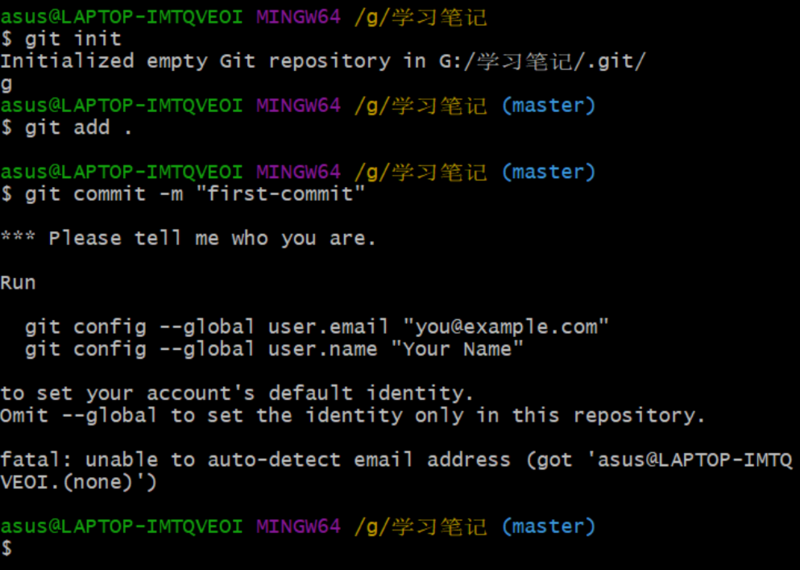 asus@LAPTOP-IMTQVEOI MINGW64 /g/学习笔记
$ git init
Initialized empty Git repository in G:/学习笔记/.git/
g
asus@LAPTOP-IMTQVEOI MINGW64 /g/学习笔记 (master)
$ git add .
asus@LAPTOP-IMTQVEOI MINGW64 /g/学习笔记 (master)
$ git commit -m "first-commit"
*** Please tell me who you are.
Run
git config --global user.email "you@example.com"
git config --global user.name "Your Name"
to set your account's default identity.
Omit --global to set the identity only in this repository.
fatal: unable to auto-detect email address (got 'asus@LAPTOP-IMTQ
VEOI.(none)')
asus@LAPTOP-IMTQVEOI MINGW64 /g/学习笔记 (master)
$